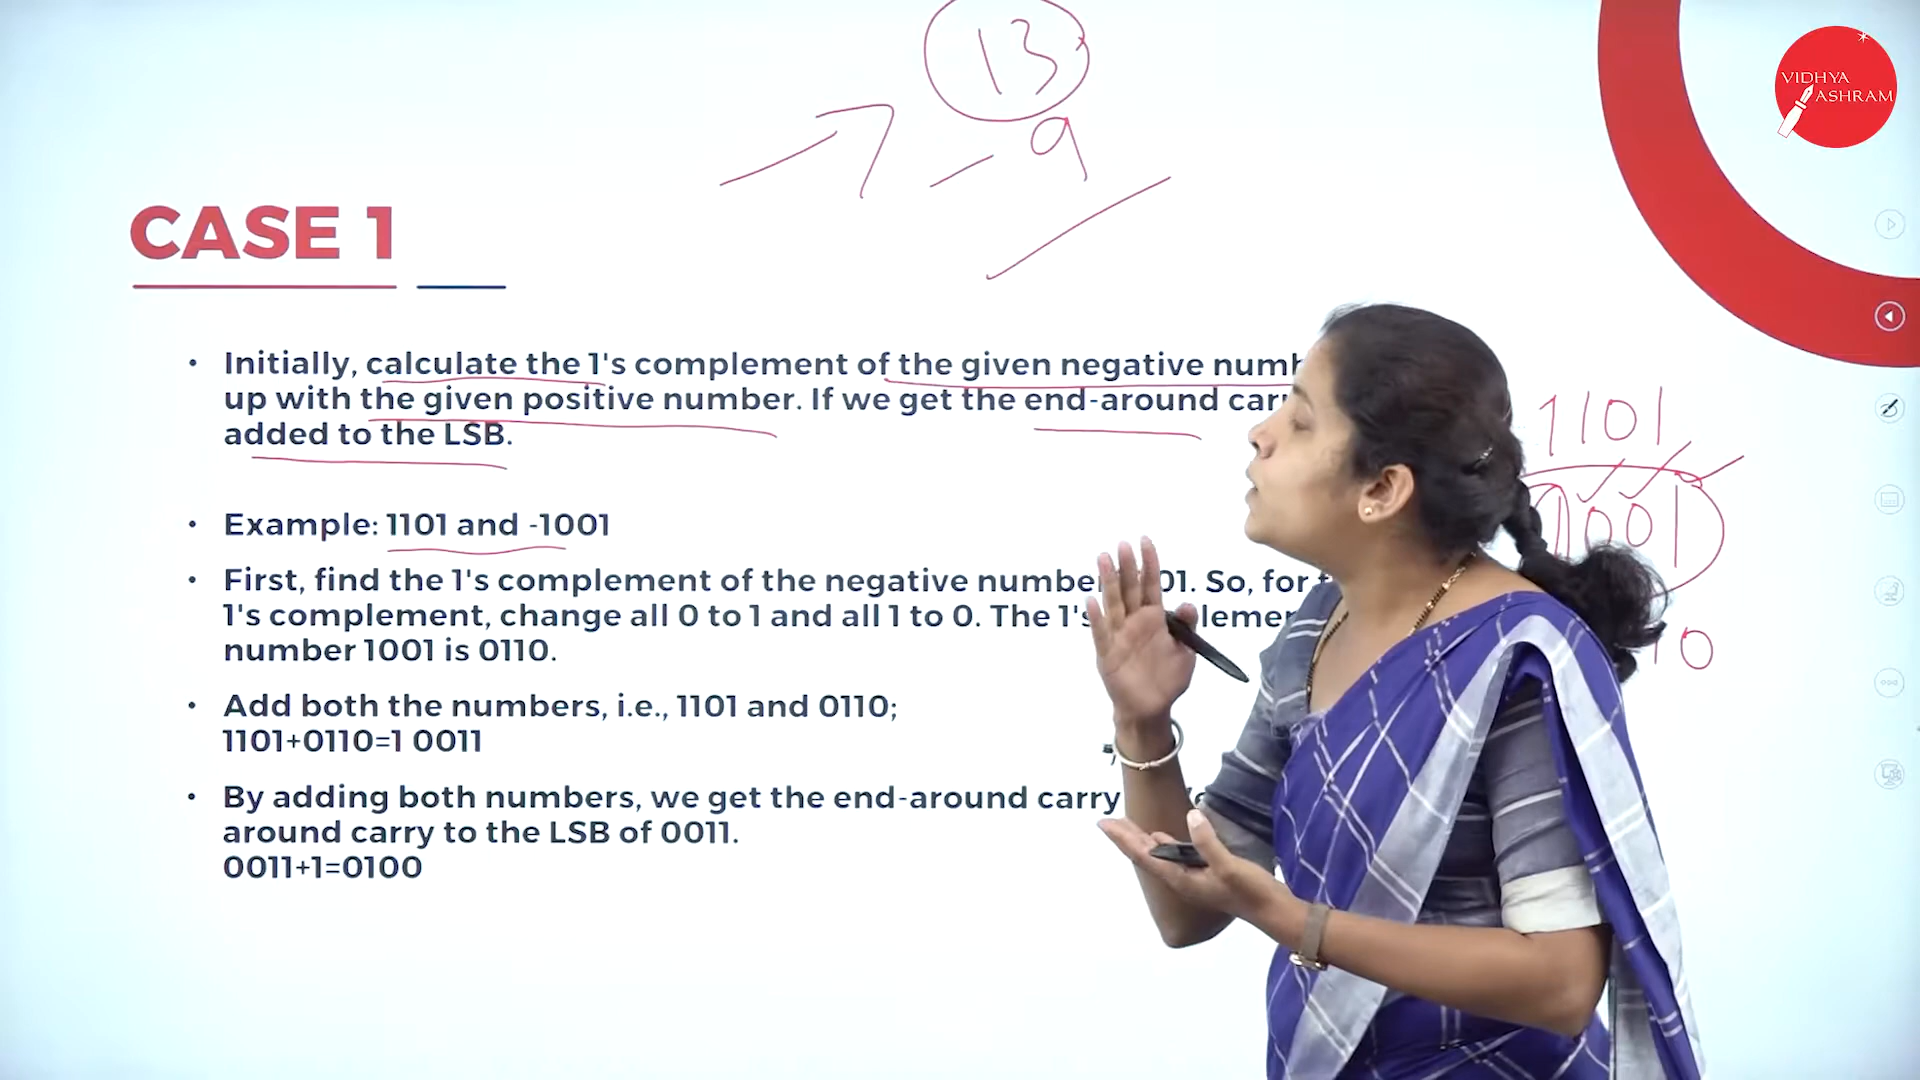 13
- 9
VIDHYA
ASHRAM
CASE 1
• Initially, calculate the 1's complement of the given negative
up with the given positive number. If we get the end-around
added to the LSB.
1101
1001
• Example: 1101 and -1001
• First, find the 1's complement of the negative 01. So, for
1's complement, change all 0 to 1 and all 1 to 0. The 1's
number 1001 is 0110.
10
• Add both the numbers, i.e., 1101 and 0110;
1101+0110=1 0011
• By adding both numbers, we get the end-around carry
around carry to the LSB of 0011.
0011+1=0100